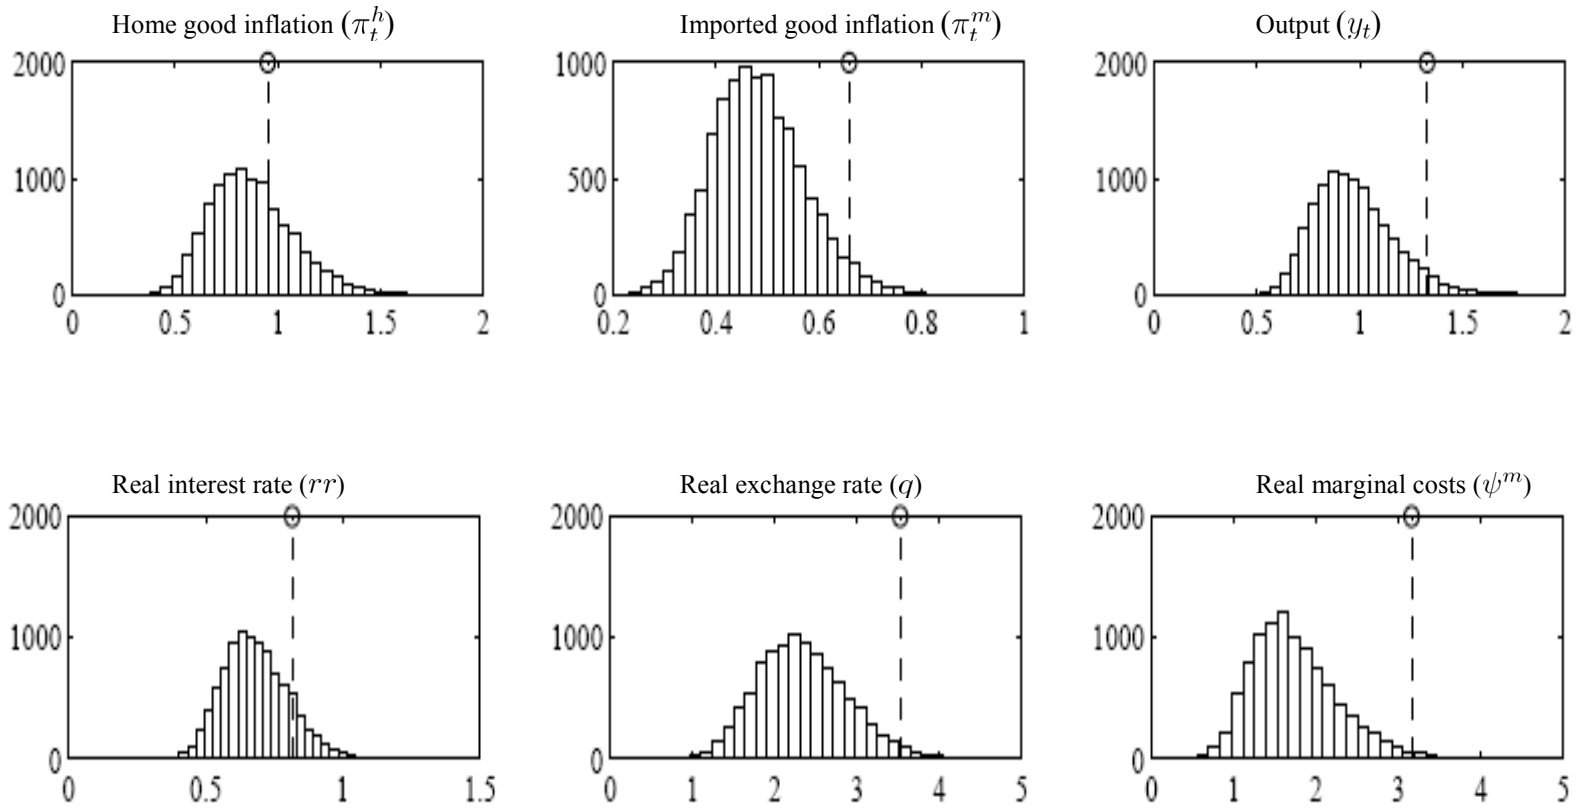 Home good inflation (π_t^h)
Imported good inflation (π_t^m)
Output (y_t)
2000
1000
0
0 0.5 1 1.5 2
1000
500
0
0.2 0.4 0.6 0.8 1
2000
1000
0
0 0.5 1 1.5 2
Real interest rate (rr)
Real exchange rate (q)
Real marginal costs (ψ^m)
2000
1000
0
0 0.5 1 1.5
2000
1000
0
0 1 2 3 4 5
2000
1000
0
0 1 2 3 4 5